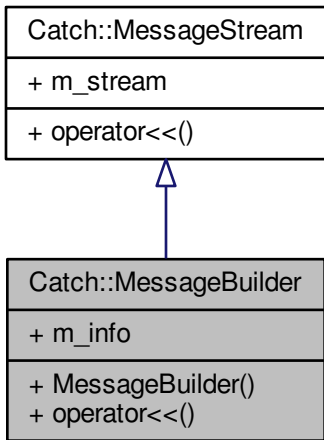 Catch::MessageStream
+ m_stream
+ operator<<()
Catch::MessageBuilder
+ m_info
+ MessageBuilder()
+ operator<<()